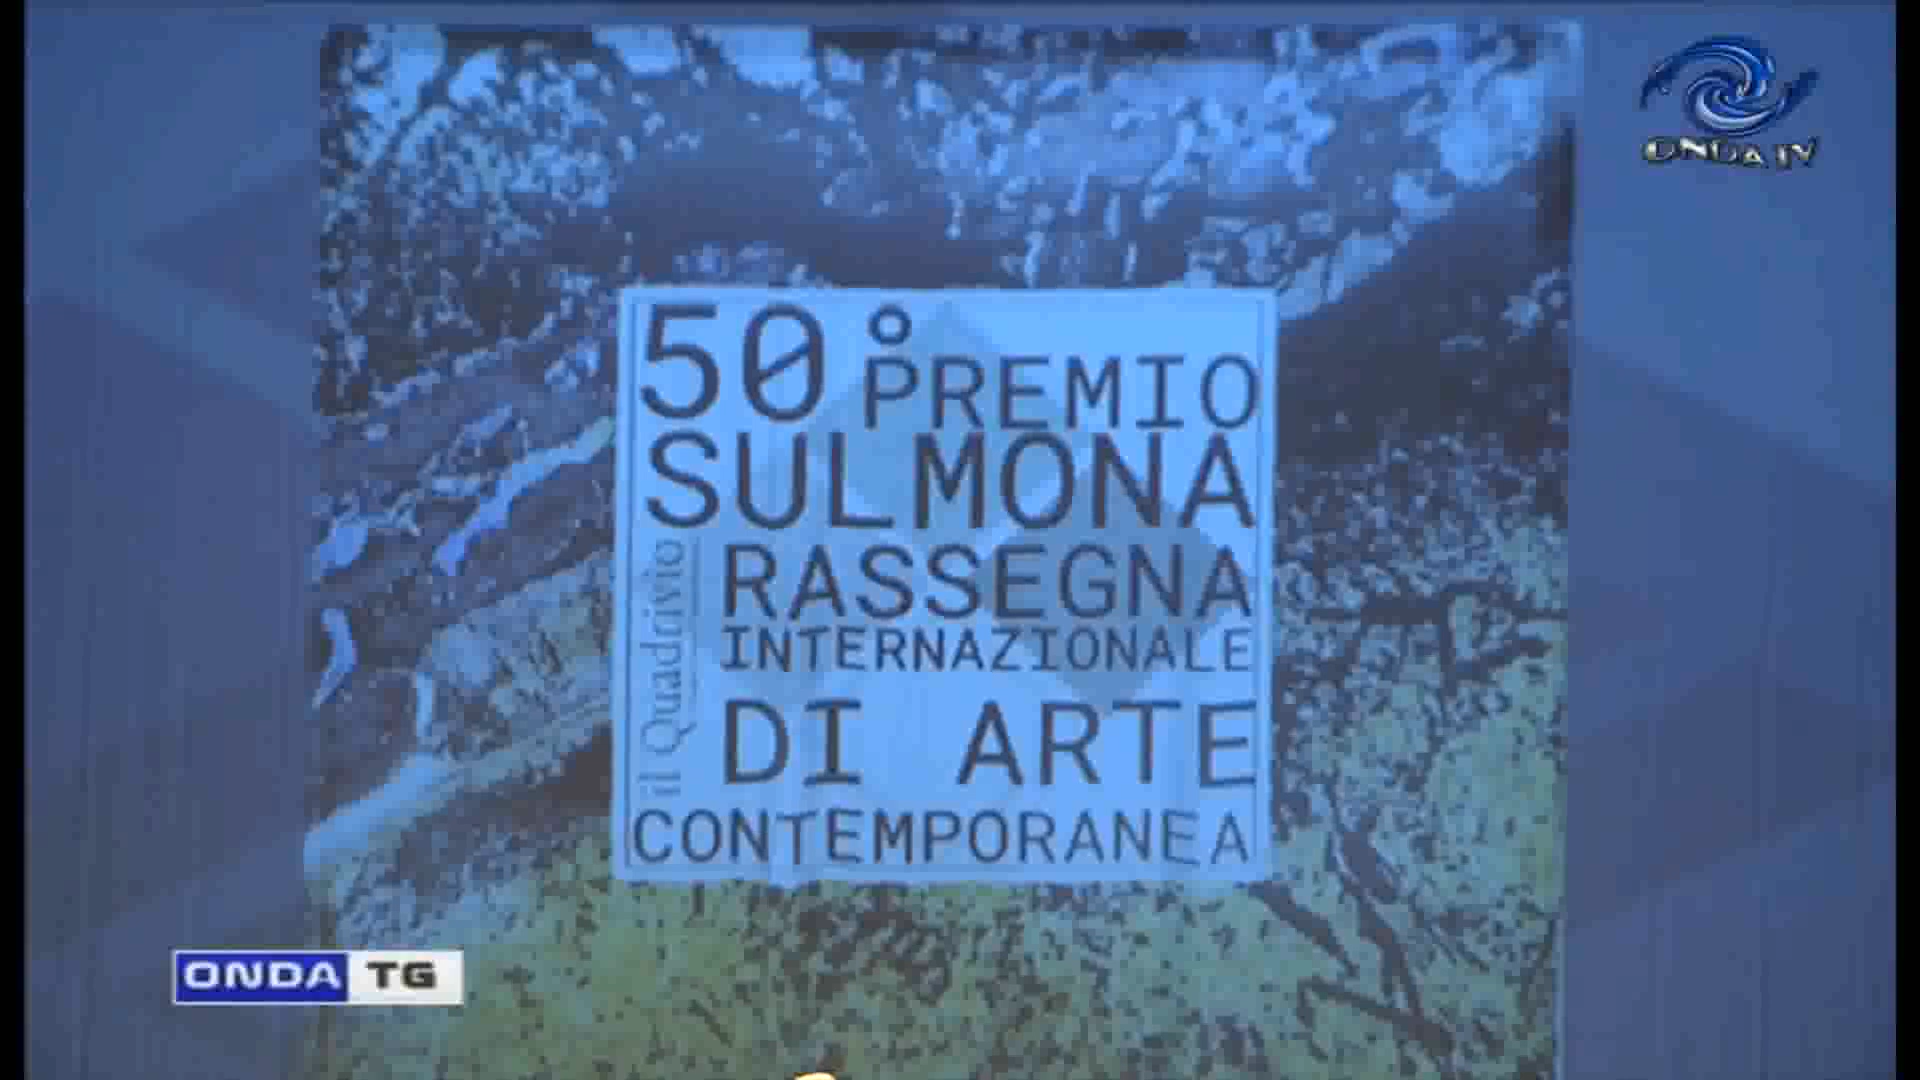 ONDA TV
50° PREMIO
SULMONA
RASSEGNA
INTERNAZIONALE
DI ARTE
CONTEMPORANEA
il Quadrivio
ONDA TG